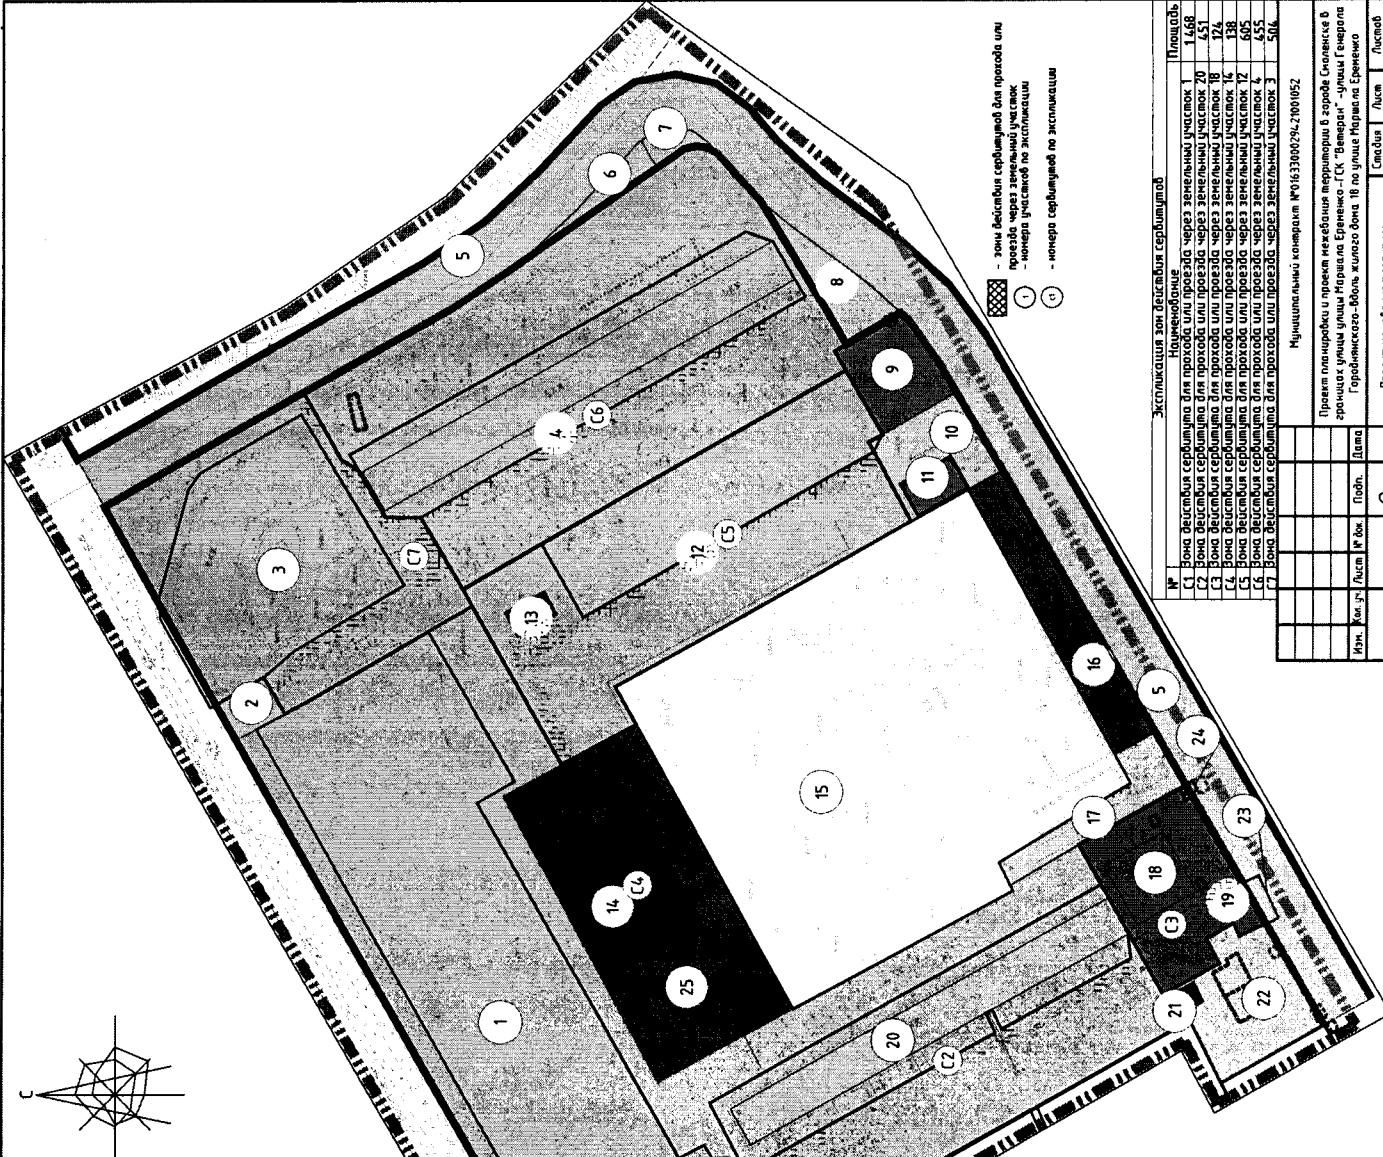 С
1
2
3
4
5
6
7
8
9
10
11
12
13
14
15
16
17
18
19
20
21
22
23
24
25
5
С2
С3
С4
С5
С6
С7
- зоны действия сервитутов для прохода или
проезда через земельный участок
1 - номера участков по экспликации
с1 - номера сервитутов по экспликации
Экспликация зон действия сервитутов
№ Наименование Площадь
С1 Зона действия сервитута для прохода или проезда через земельный участок 1 1 468
С2 Зона действия сервитута для прохода или проезда через земельный участок 20 451
С3 Зона действия сервитута для прохода или проезда через земельный участок 18 124
С4 Зона действия сервитута для прохода или проезда через земельный участок 14 138
С5 Зона действия сервитута для прохода или проезда через земельный участок 12 605
С6 Зона действия сервитута для прохода или проезда через земельный участок 4 455
С7 Зона действия сервитута для прохода или проезда через земельный участок 3 504
Муниципальный контракт №0163300029421001052
Проект планировки и проект межевания территории в городе Смоленске в
границах улицы Маршала Еременко-ГСК "Ветеран" -улицы Генерала
Городнянского-вдоль жилого дома 18 по улице Маршала Еременко
Изм. Кол. уч. Лист № док. Подп. Дата
Стадия Лист Листов